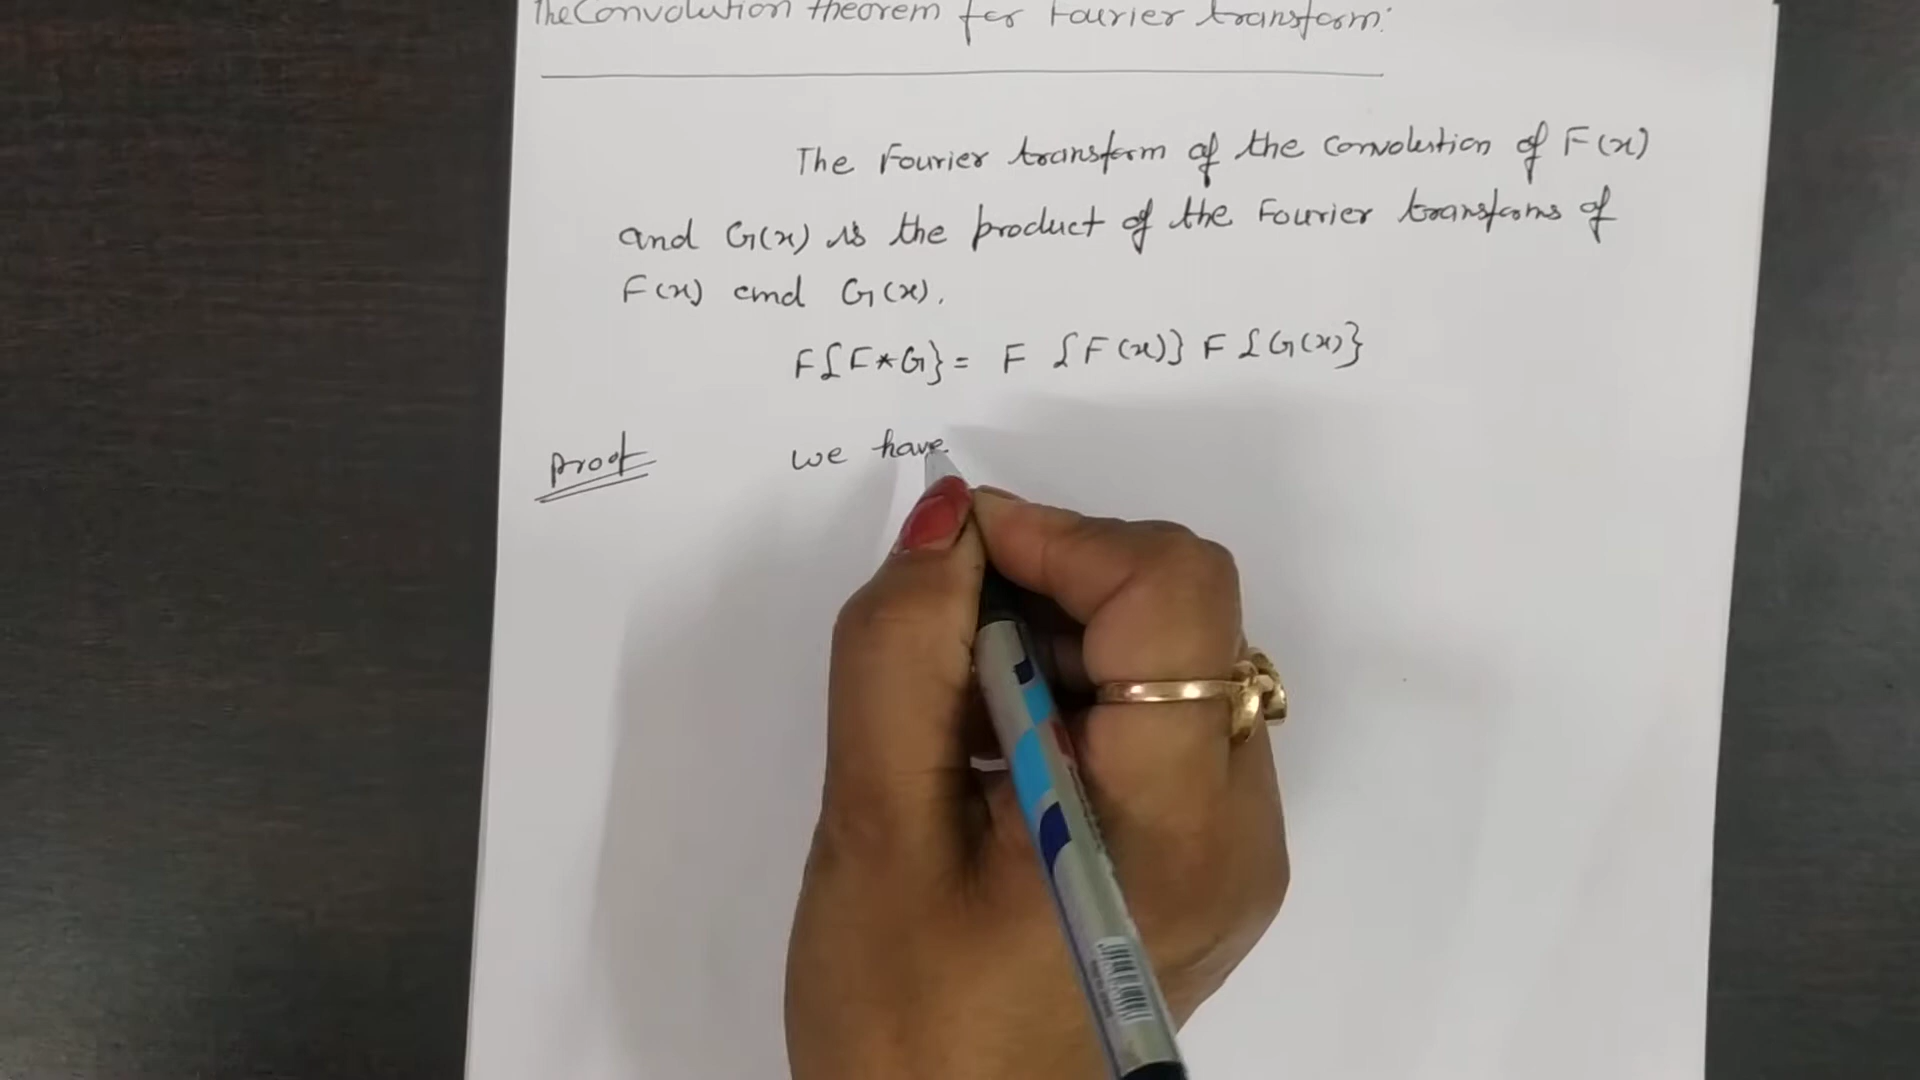 The Convolution theorem for Fourier transform:
The Fourier transform of the convolution of F(x)
and G(x) is the product of the Fourier transforms of
F(x) and G(x).
F{F*G} = F {F(x)} F {G(x)}
Proof we have